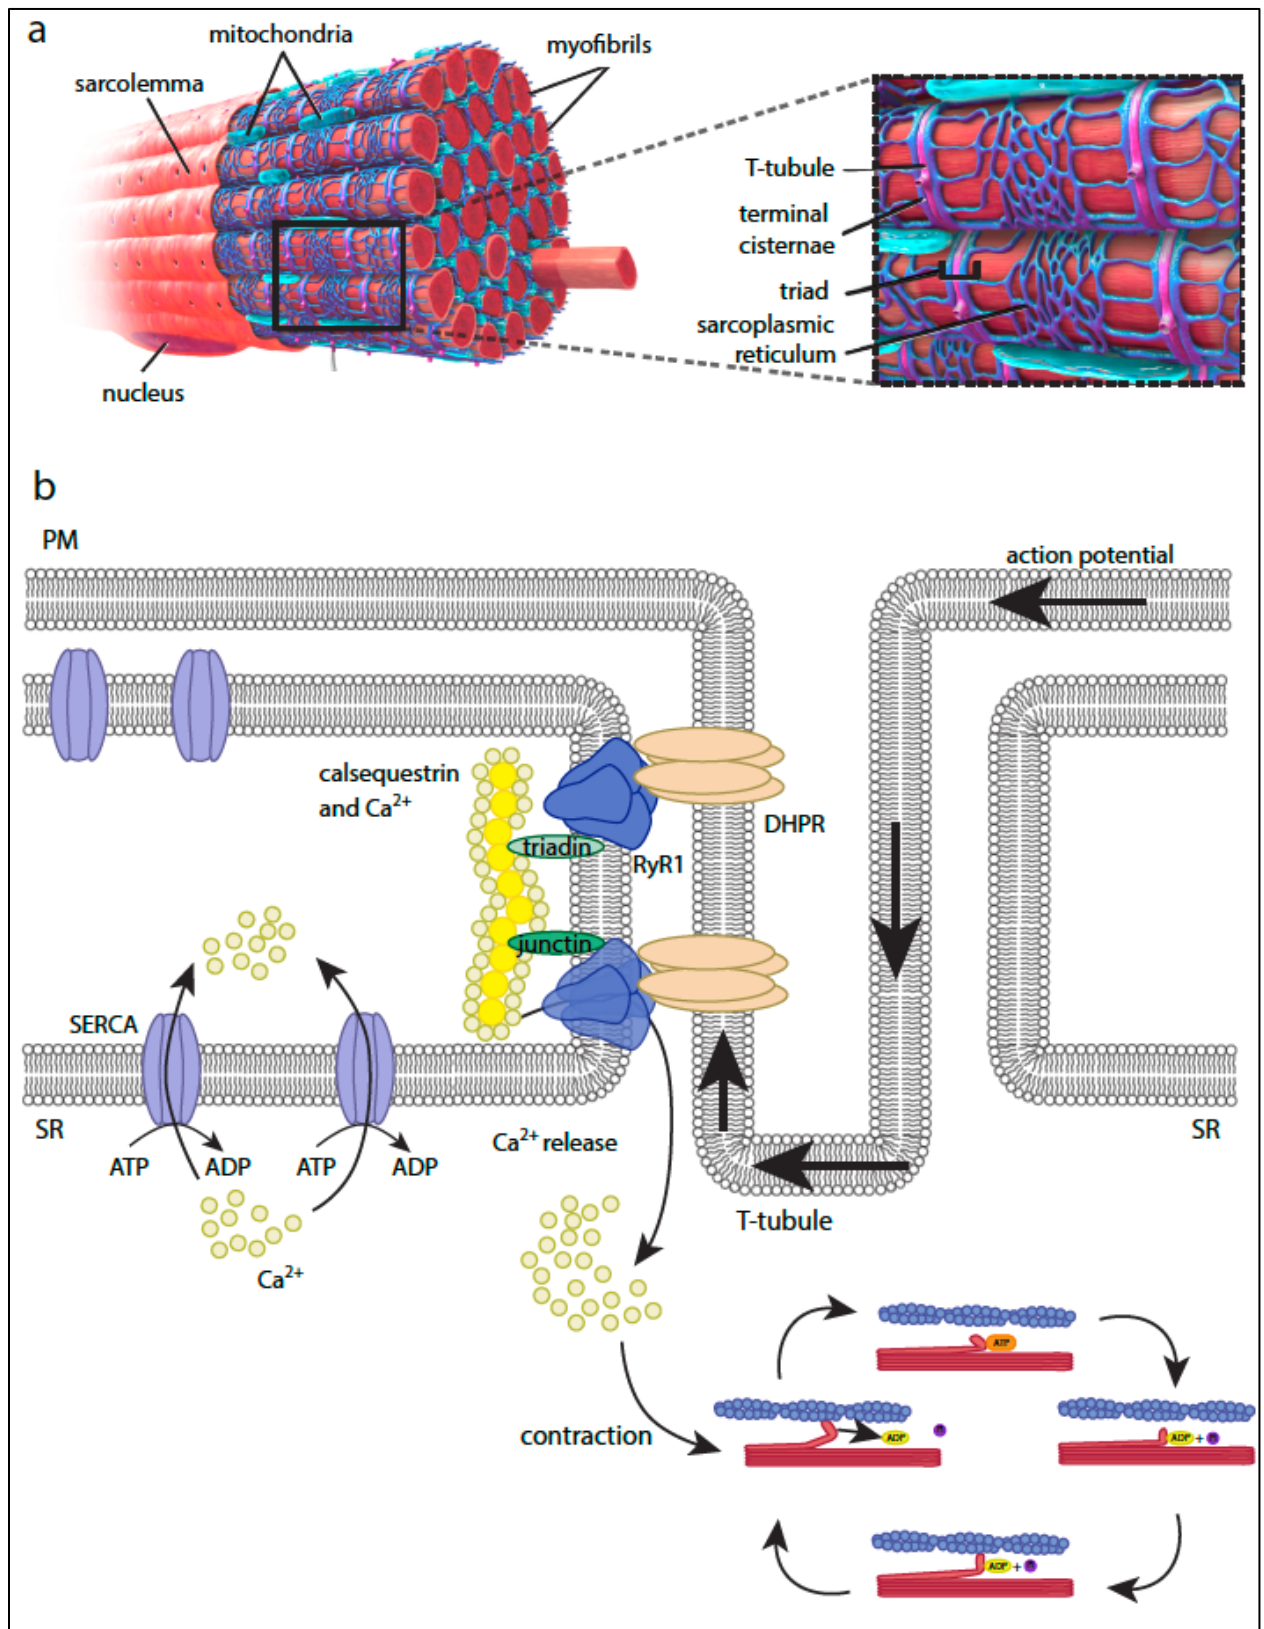 a
mitochondria
myofibrils
sarcolemma
T-tubule
terminal
cisternae
triad
sarcoplasmic
reticulum
nucleus
b
PM
action potential
calsequestrin
and Ca²⁺
DHPR
triadin
RyR1
junctin
SERCA
SR
ATP
ADP
ATP
ADP
Ca²⁺ release
SR
T-tubule
Ca²⁺
ATP
contraction
ADP
ADP +
ADP +